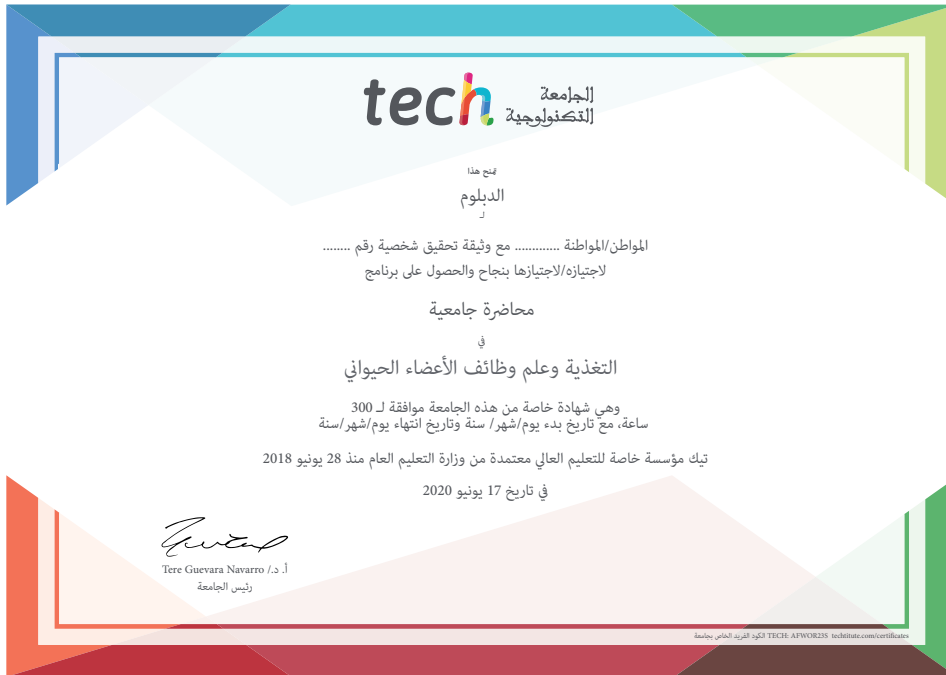 tech الجامعة
التكنولوجية
يمنح هذا
الدبلوم
لـ
المواطن/المواطنة ............ مع وثيقة تحقيق شخصية رقم ........
لاجتيازه/لاجتيازها بنجاح والحصول على برنامج
محاضرة جامعية
في
التغذية وعلم وظائف الأعضاء الحيواني
وهي شهادة خاصة من هذه الجامعة موافقة لـ 300
ساعة، مع تاريخ بدء يوم/شهر/ سنة وتاريخ انتهاء يوم/شهر/سنة
تيك مؤسسة خاصة للتعليم العالي معتمدة من وزارة التعليم العام منذ 28 يونيو 2018
في تاريخ 17 يونيو 2020
أ. د./ Tere Guevara Navarro
رئيس الجامعة
الكود الفريد الخاص بجامعة TECH: AFWOR23S techtitute.com/certificates